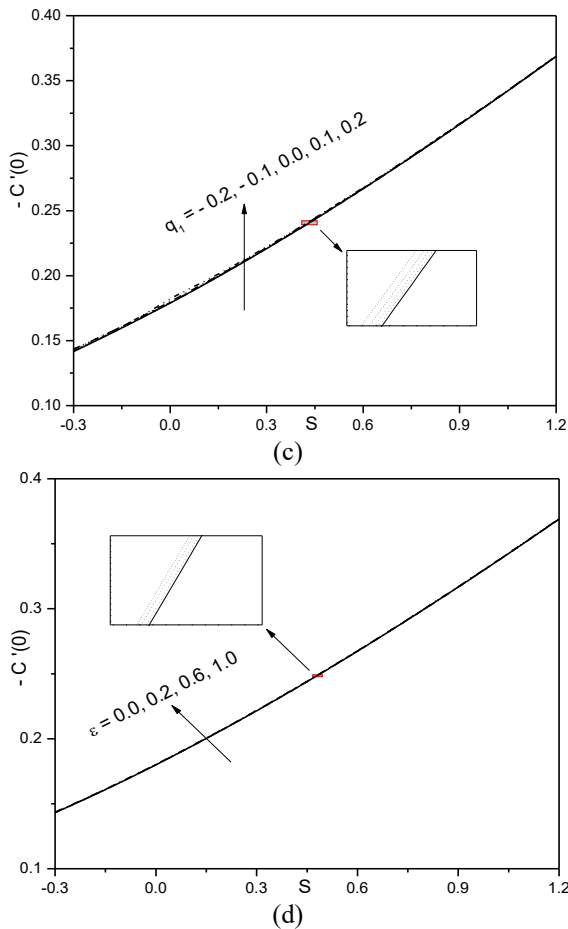 0.40
0.35
0.30
0.25
0.20
0.15
0.10
- C '(0)
q₁ = - 0.2, - 0.1, 0.0, 0.1, 0.2
-0.3 0.0 0.3 0.6 0.9 1.2
S
(c)
0.4
0.3
0.2
0.1
- C '(0)
ε = 0.0, 0.2, 0.6, 1.0
-0.3 0.0 0.3 0.6 0.9 1.2
S
(d)